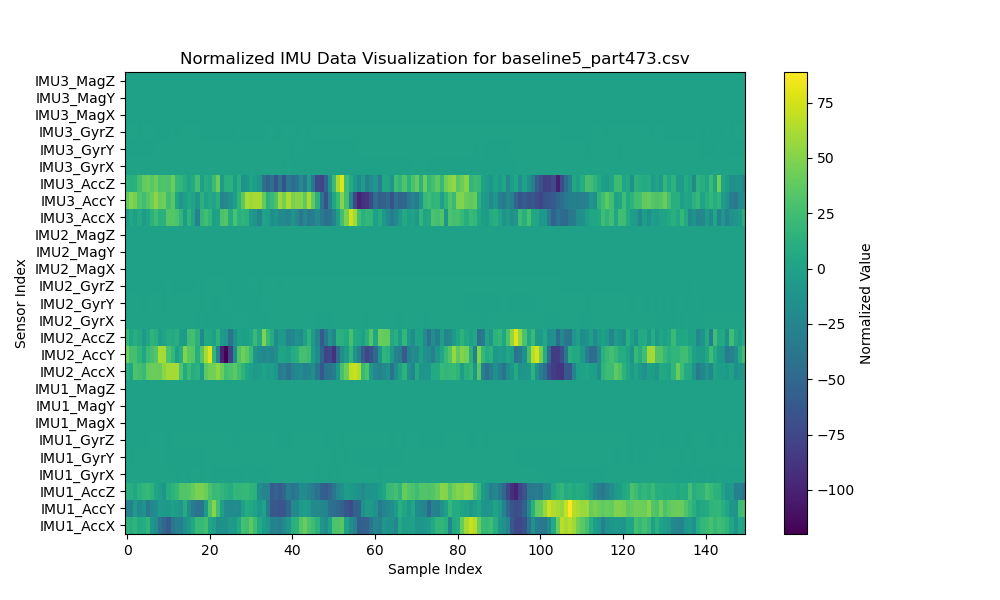 Normalized IMU Data Visualization for baseline5_part473.csv
IMU3_MagZ
IMU3_MagY
IMU3_MagX
IMU3_GyrZ
IMU3_GyrY
IMU3_GyrX
IMU3_AccZ
IMU3_AccY
IMU3_AccX
IMU2_MagZ
IMU2_MagY
IMU2_MagX
IMU2_GyrZ
IMU2_GyrY
IMU2_GyrX
IMU2_AccZ
IMU2_AccY
IMU2_AccX
IMU1_MagZ
IMU1_MagY
IMU1_MagX
IMU1_GyrZ
IMU1_GyrY
IMU1_GyrX
IMU1_AccZ
IMU1_AccY
IMU1_AccX
Sensor Index
0 20 40 60 80 100 120 140
Sample Index
75
50
25
0
−25
−50
−75
−100
Normalized Value